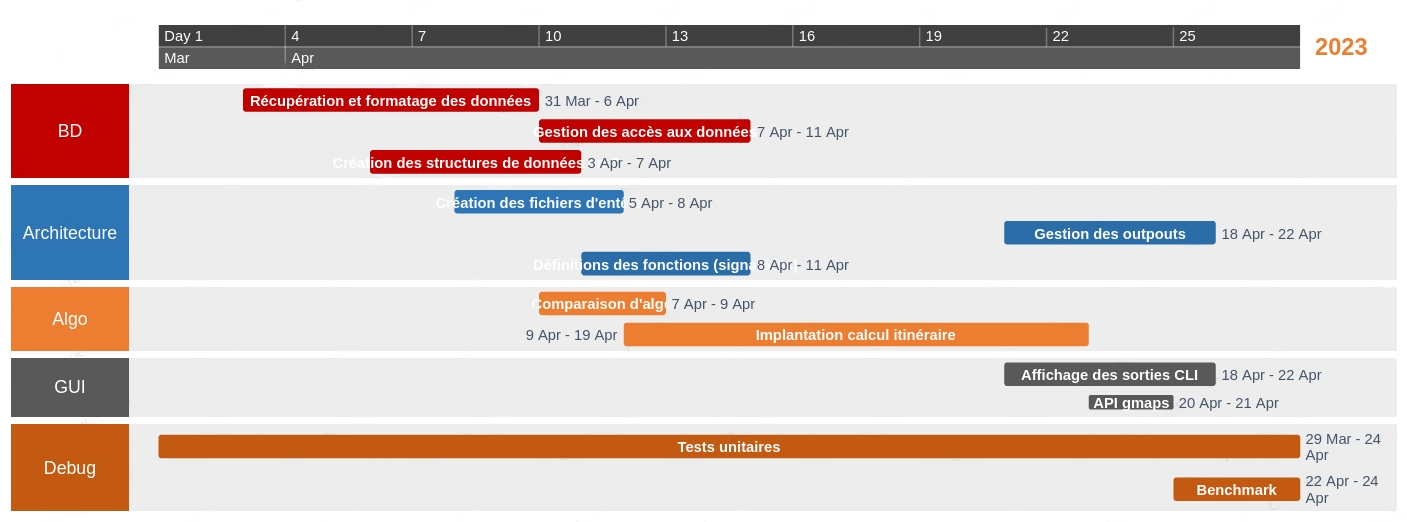 Day 1 4 7 10 13 16 19 22 25
2023
Mar Apr
BD
Récupération et formatage des données 31 Mar - 6 Apr
Gestion des accès aux données 7 Apr - 11 Apr
Création des structures de données 3 Apr - 7 Apr
Architecture
Création des fichiers d'enté 5 Apr - 8 Apr
Gestion des outpouts 18 Apr - 22 Apr
Définitions des fonctions (signa 8 Apr - 11 Apr
Algo
Comparaison d'algo 7 Apr - 9 Apr
9 Apr - 19 Apr Implantation calcul itinéraire
GUI
Affichage des sorties CLI 18 Apr - 22 Apr
API gmaps 20 Apr - 21 Apr
Debug
Tests unitaires 29 Mar - 24
Apr
Benchmark 22 Apr - 24
Apr